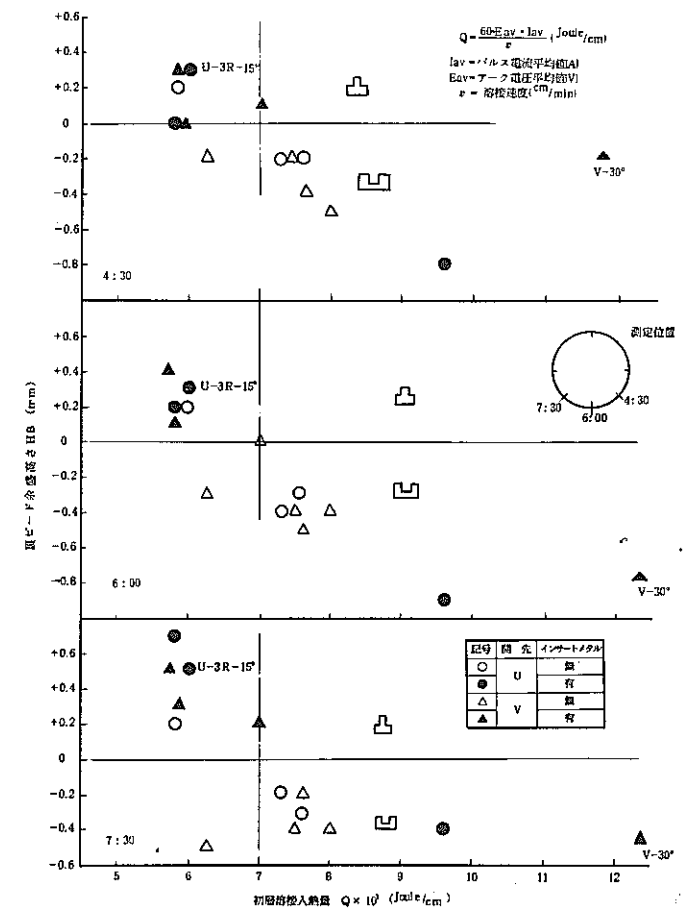 +0.6
+0.4
+0.2
0
-0.2
-0.4
-0.6
-0.8
U-3R-15°
Q=60・Eav・Iav/v (Joule/cm)
Iav=パルス電流平均値[A]
Eav=アーク電圧平均値[V]
v = 溶接速度(cm/min)
V-30°
4:30
+0.6
+0.4
+0.2
0
-0.2
-0.4
-0.6
-0.8
U-3R-15°
測定位置
7:30
6:00
4:30
6:00
V-30°
裏ビード余盛高さHB (mm)
+0.6
+0.4
+0.2
0
-0.2
-0.4
-0.6
U-3R-15°
記号 開先 インサートメタル
○ U 無
● 有
△ V 無
▲ 有
7:30
V-30°
5 6 7 8 9 10 11 12
初層溶接入熱量 Q×10³ (Joule/cm)